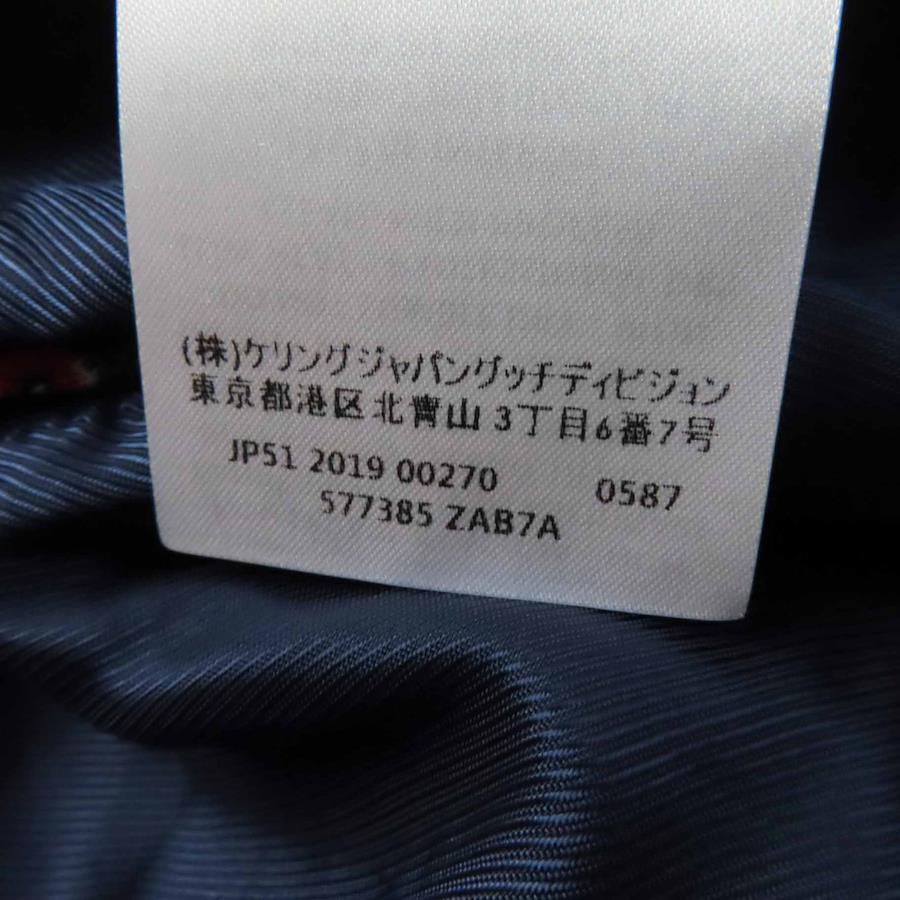 (株)ケリングジャパングッチディビジョン
東京都港区北青山3丁目6番7号
JP51 2019 00270 0587
577385 ZAB7A